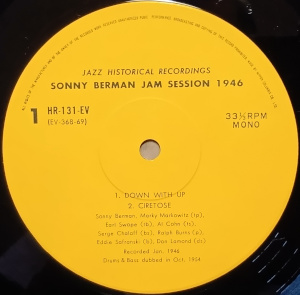 JAZZ HISTORICAL RECORDINGS
SONNY BERMAN JAM SESSION 1946
1
HR-131-EV
(EV-368-69)
33⅓RPM
MONO
1. DOWN WITH UP
2. CIRETOSE
Sonny Berman, Marky Markowitz (tp),
Earl Swope (tb), Al Cohn (ts),
Serge Chaloff (bs), Ralph Burns (p),
Eddie Safranski (b), Don Lamond (ds)
Recorded Jan. 1946
Drums & Bass dubbed in Oct. 1954